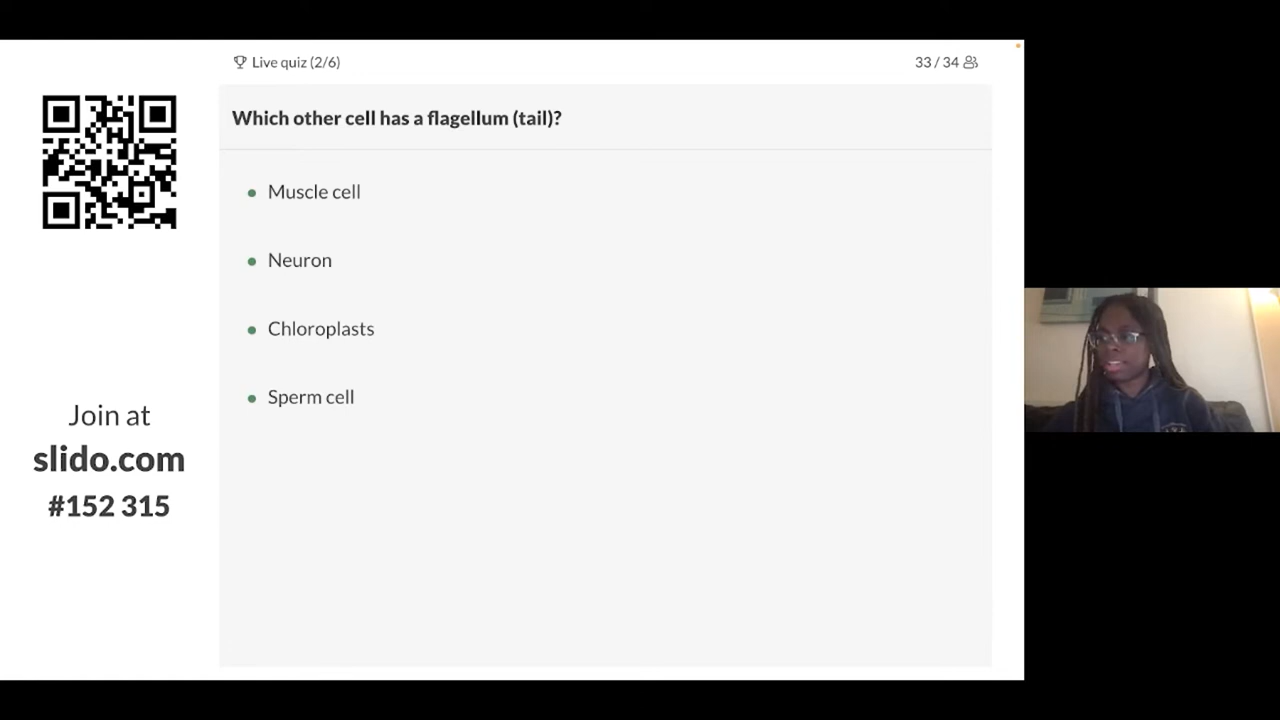 Live quiz (2/6)
33 / 34
Which other cell has a flagellum (tail)?
Muscle cell
Neuron
Chloroplasts
Sperm cell
Join at
slido.com
#152 315